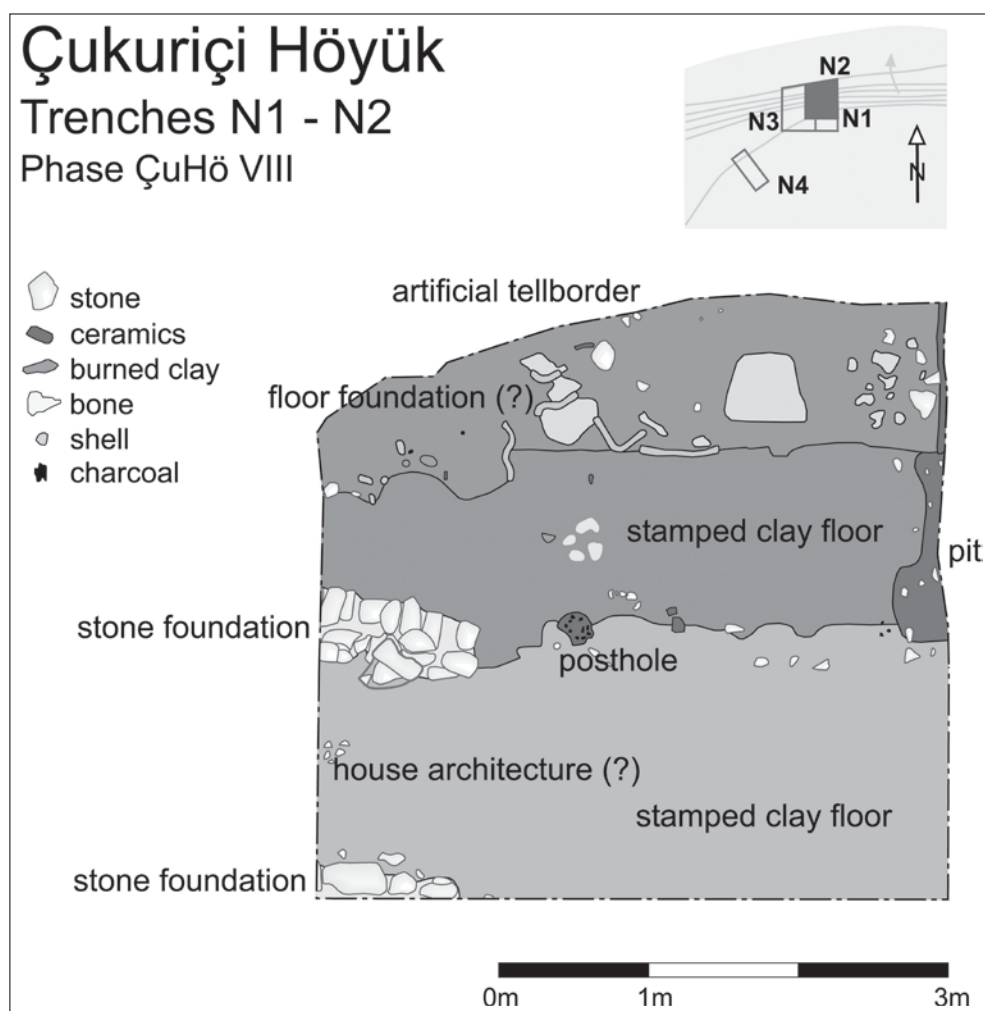 Çukuriçi Höyük
Trenches N1 - N2
Phase ÇuHö VIII
N2
N3
N1
N4
N
stone
ceramics
burned clay
bone
shell
charcoal
artificial tellborder
floor foundation (?)
stamped clay floor
pit
stone foundation
posthole
house architecture (?)
stamped clay floor
stone foundation
0m
1m
3m